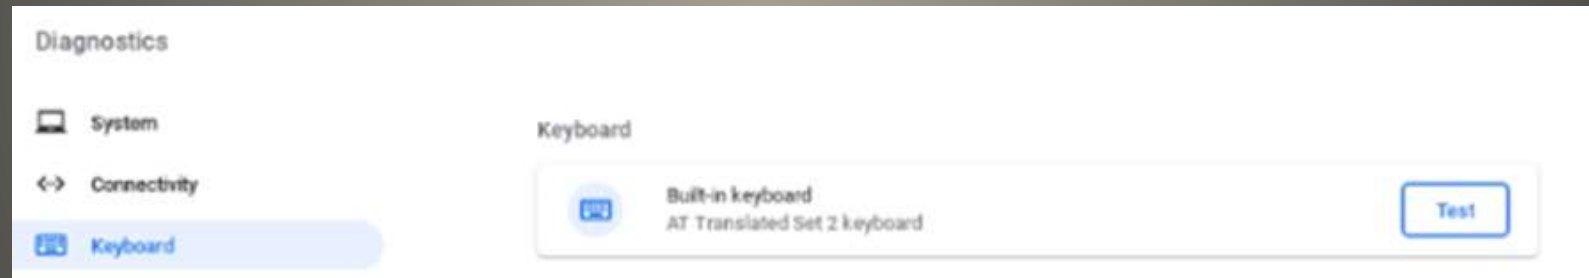 Diagnostics
System
Connectivity
Keyboard
Keyboard
Built-in keyboard
AT Translated Set 2 keyboard
Test